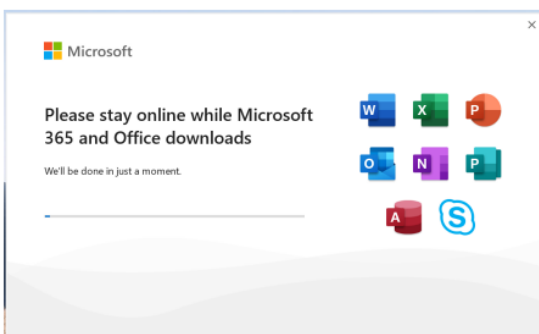 Microsoft
Please stay online while Microsoft
365 and Office downloads
We'll be done in just a moment.
W X P
O N P
A S